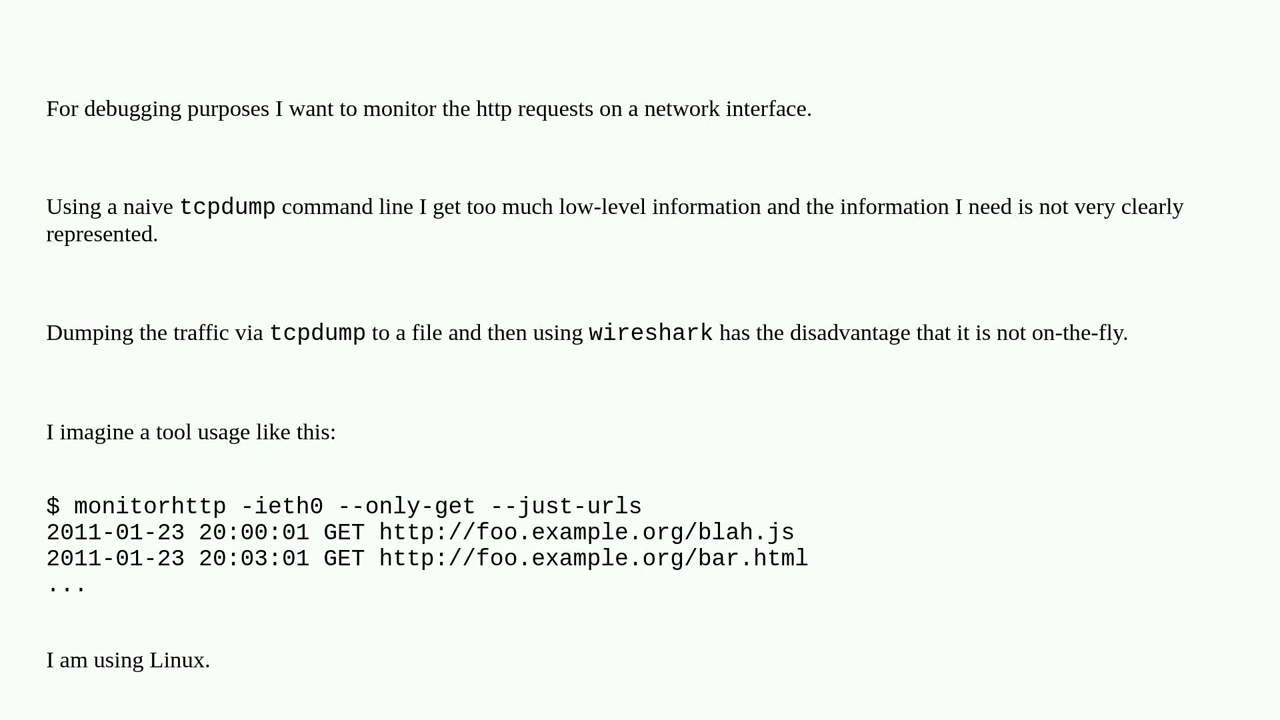 For debugging purposes I want to monitor the http requests on a network interface.
Using a naive tcpdump command line I get too much low-level information and the information I need is not very clearly
represented.
Dumping the traffic via tcpdump to a file and then using wireshark has the disadvantage that it is not on-the-fly.
I imagine a tool usage like this:
$ monitorhttp -ieth0 --only-get --just-urls
2011-01-23 20:00:01 GET http://foo.example.org/blah.js
2011-01-23 20:03:01 GET http://foo.example.org/bar.html
...
I am using Linux.